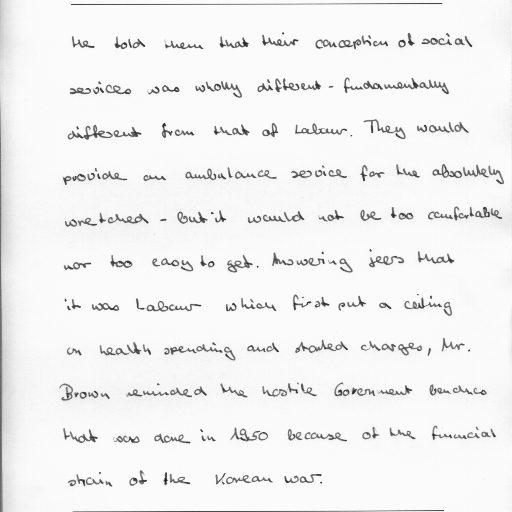 He told them that their conception of social
services was wholly different - fundamentally
different from that of Labour. They would
provide an ambulance service for the absolutely
wretched - but it would not be too comfortable
nor too easy to get. Answering jeers that
it was Labour which first put a ceiling
on health spending and started charges, Mr.
Brown reminded the hostile Government benches
that was done in 1950 because of the financial
strain of the Korean war.